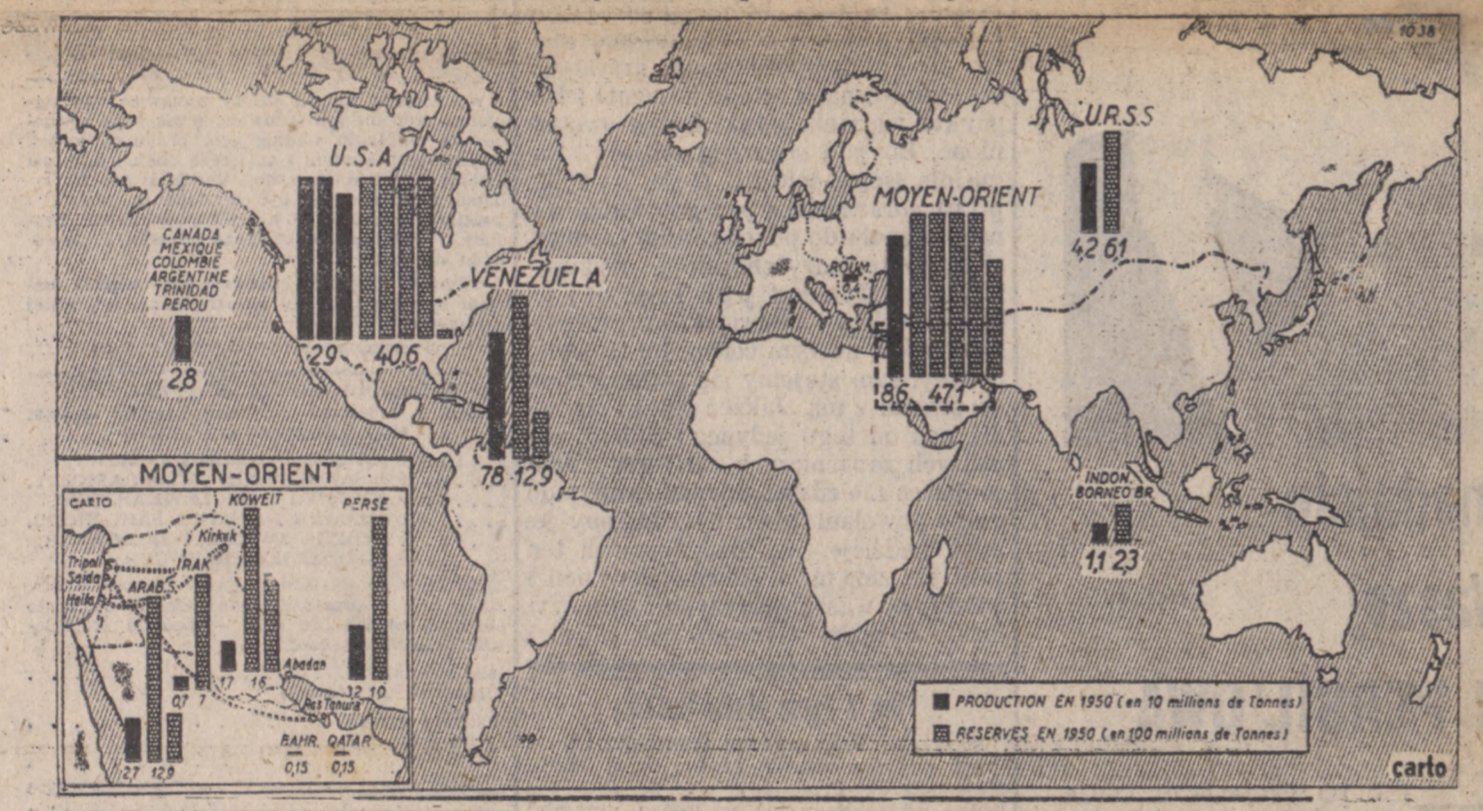 1038
U.S.A
U.R.S.S
MOYEN-ORIENT
CANADA
MEXIQUE
COLOMBIE
ARGENTINE
TRINIDAD
PEROU
2,8
29
40,6
VENEZUELA
7,8
12,9
ROUM.
4,2
6,1
8,6
47,1
INDON.
BORNEO BR.
1,1
2,3
MOYEN-ORIENT
CARTO
KOWEIT
PERSE
Kirkuk
Tripoli
Saida
IRAK
ARAB.S
Haifa
Abadan
Ras Tanura
0,7
7
1,7
16
3,2
10
2,7
12,9
BAHR.
QATAR
0,15
0,15
PRODUCTION EN 1950 (en 10 millions de Tonnes)
RESERVES EN 1950 (en 100 millions de Tonnes)
carto